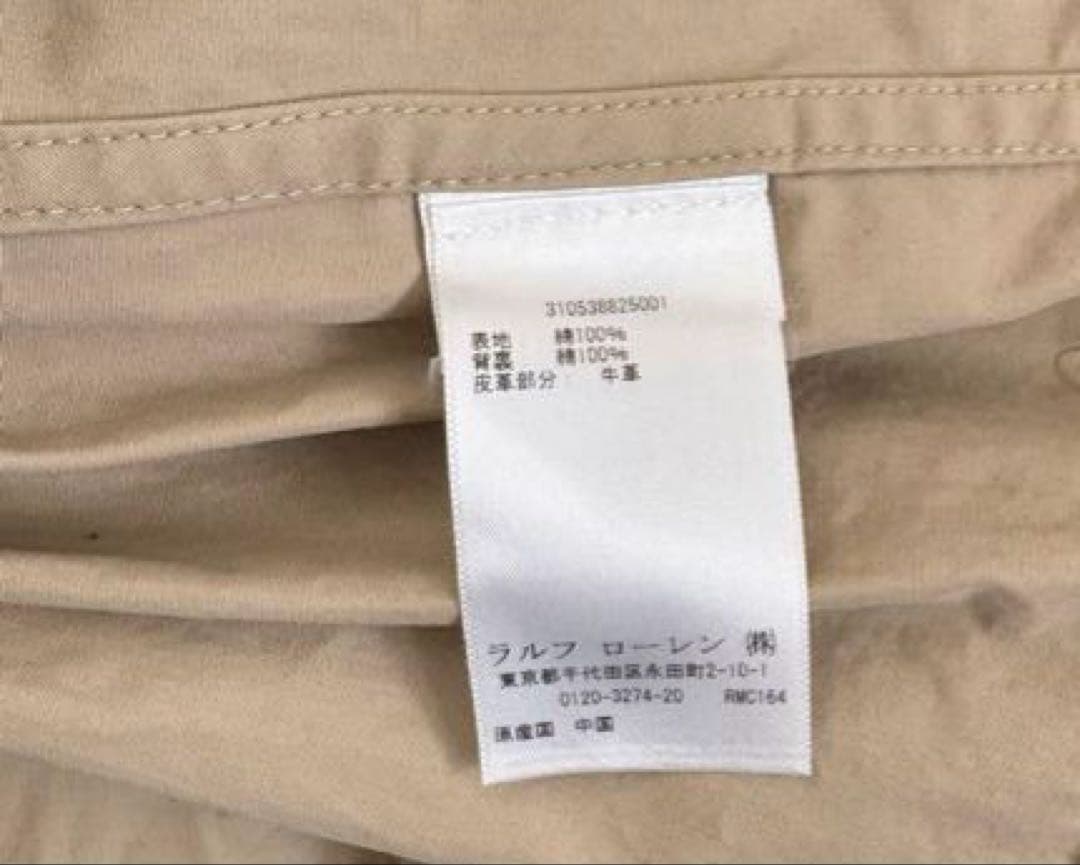 310538825001
表地 綿100%
背裏 綿100%
皮革部分 牛革
ラルフ ローレン ㈱
東京都千代田区永田町2-10-1
0120-3274-20 RMC164
原産国 中国